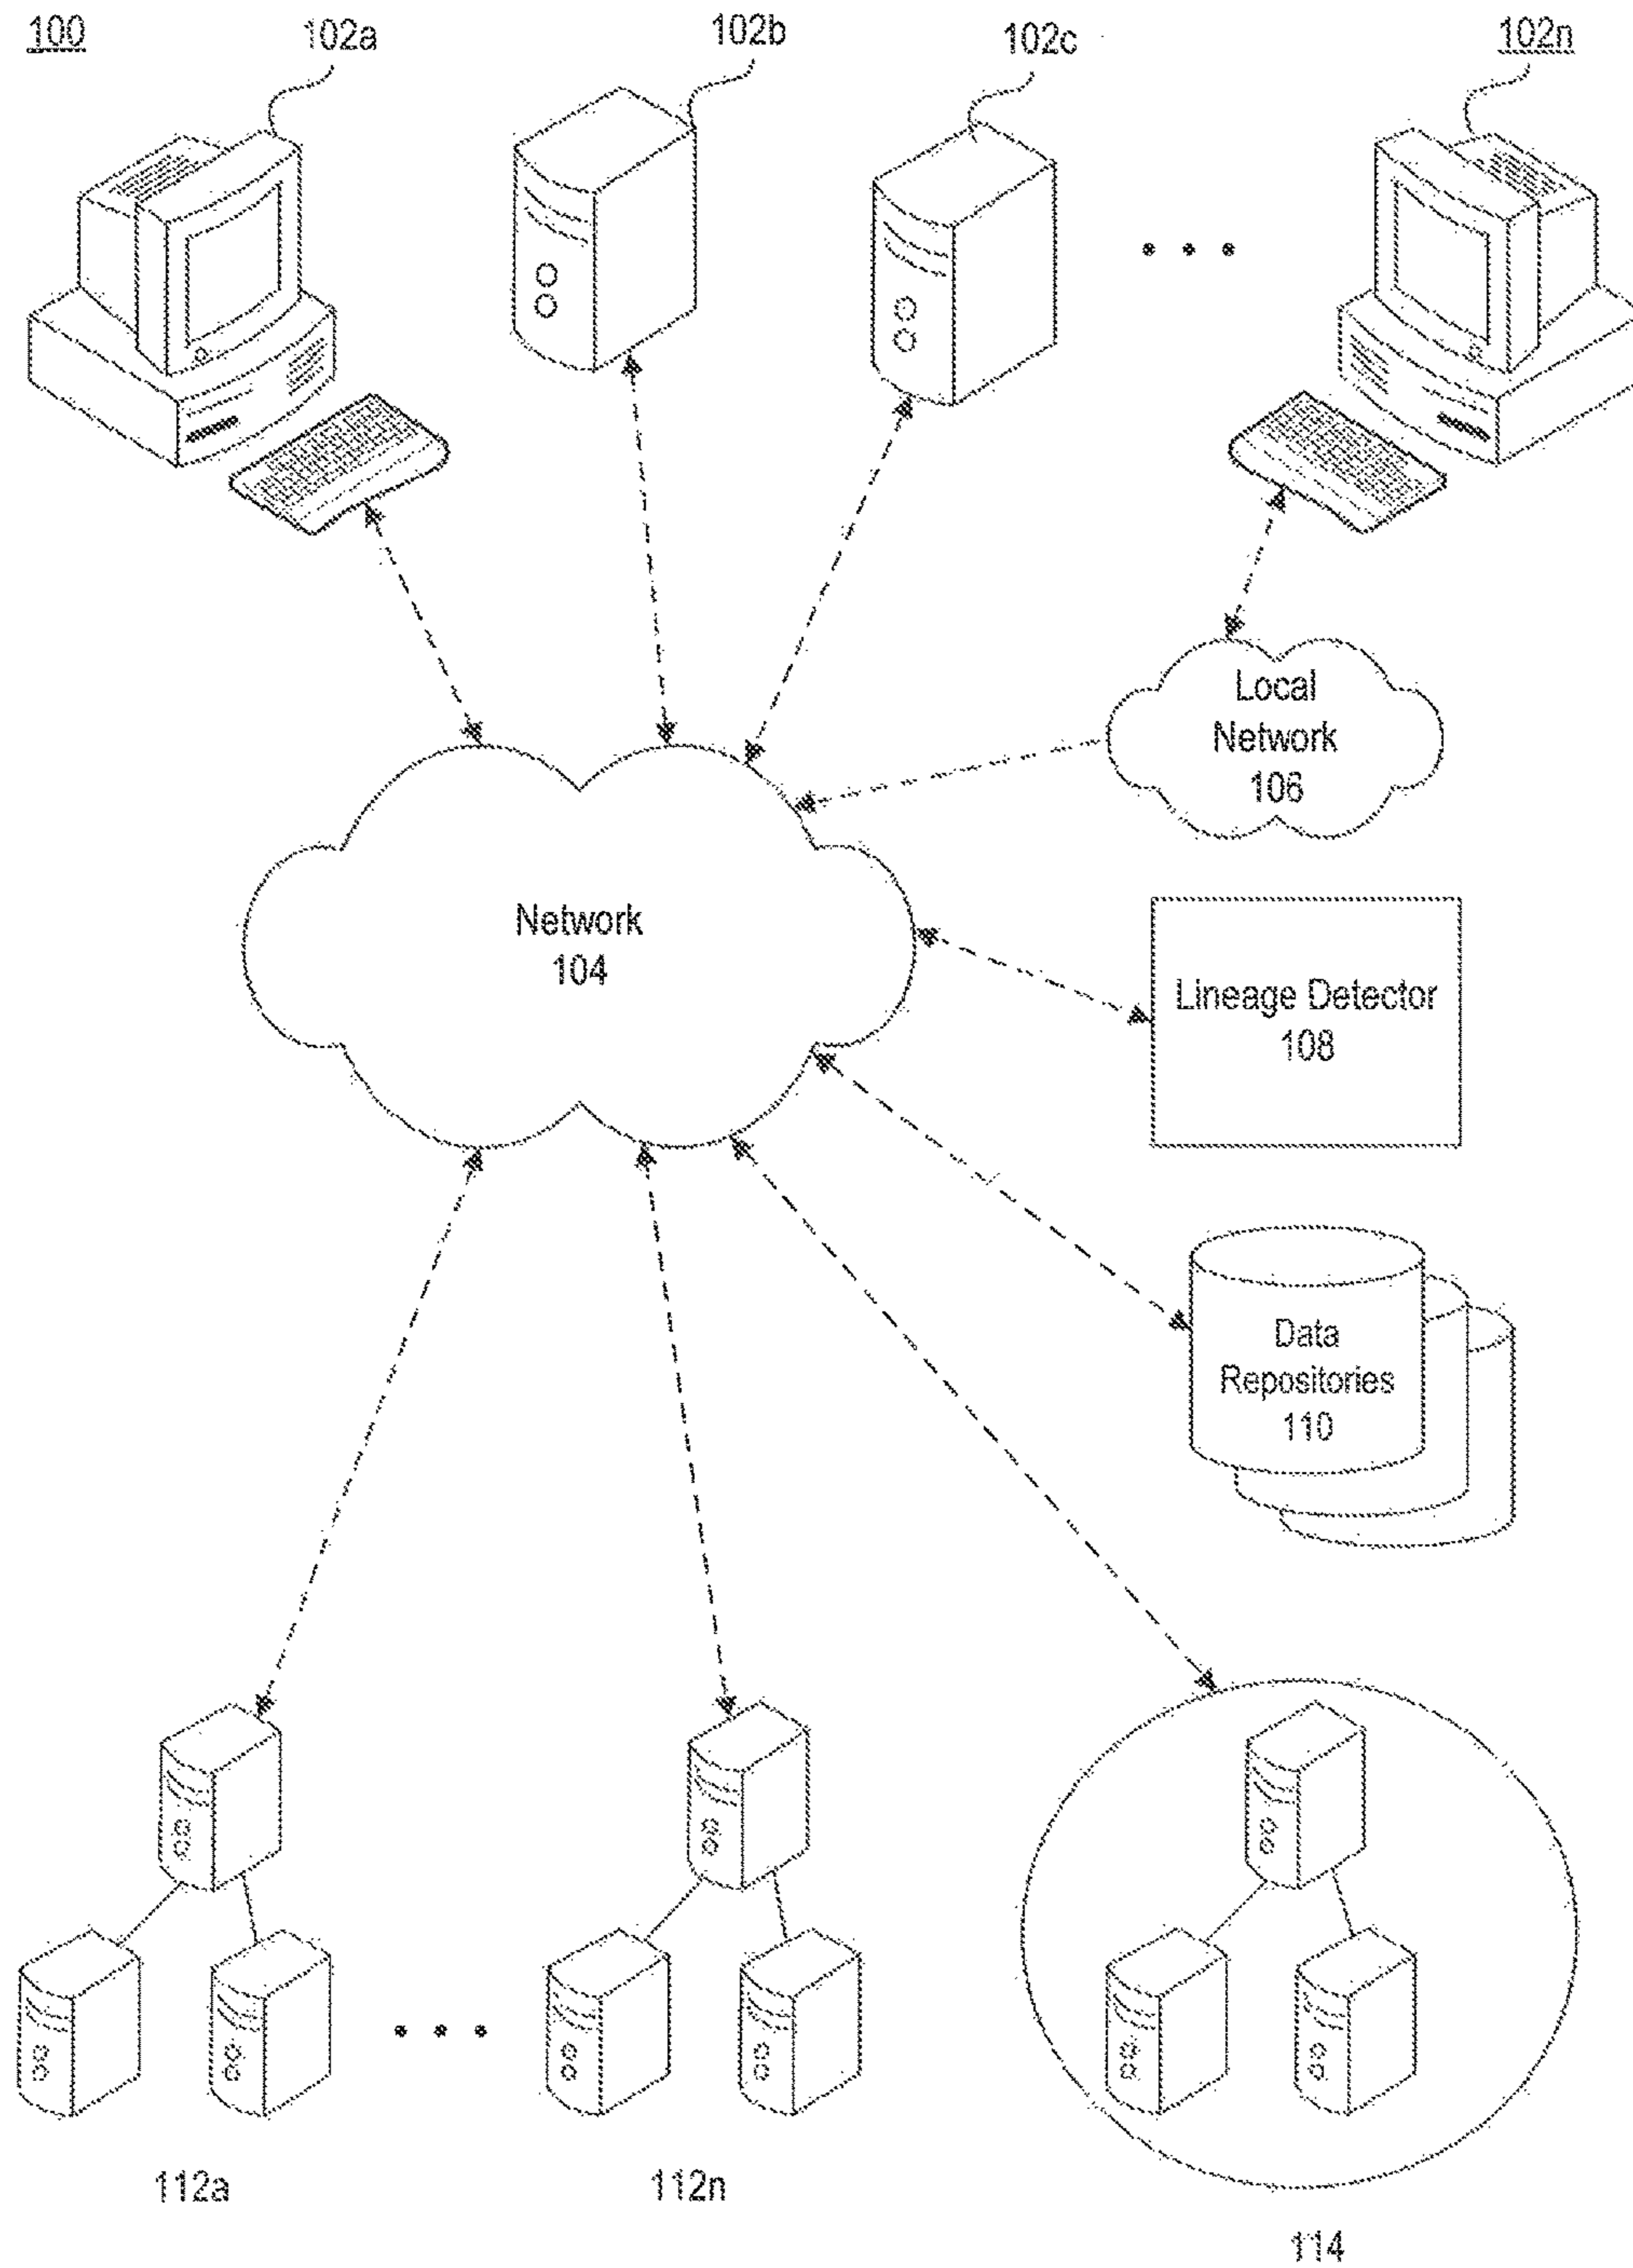 100
102a
102b
102c
102n
Local
Network
106
Network
104
Lineage Detector
108
Data
Repositories
110
112a
112n
114